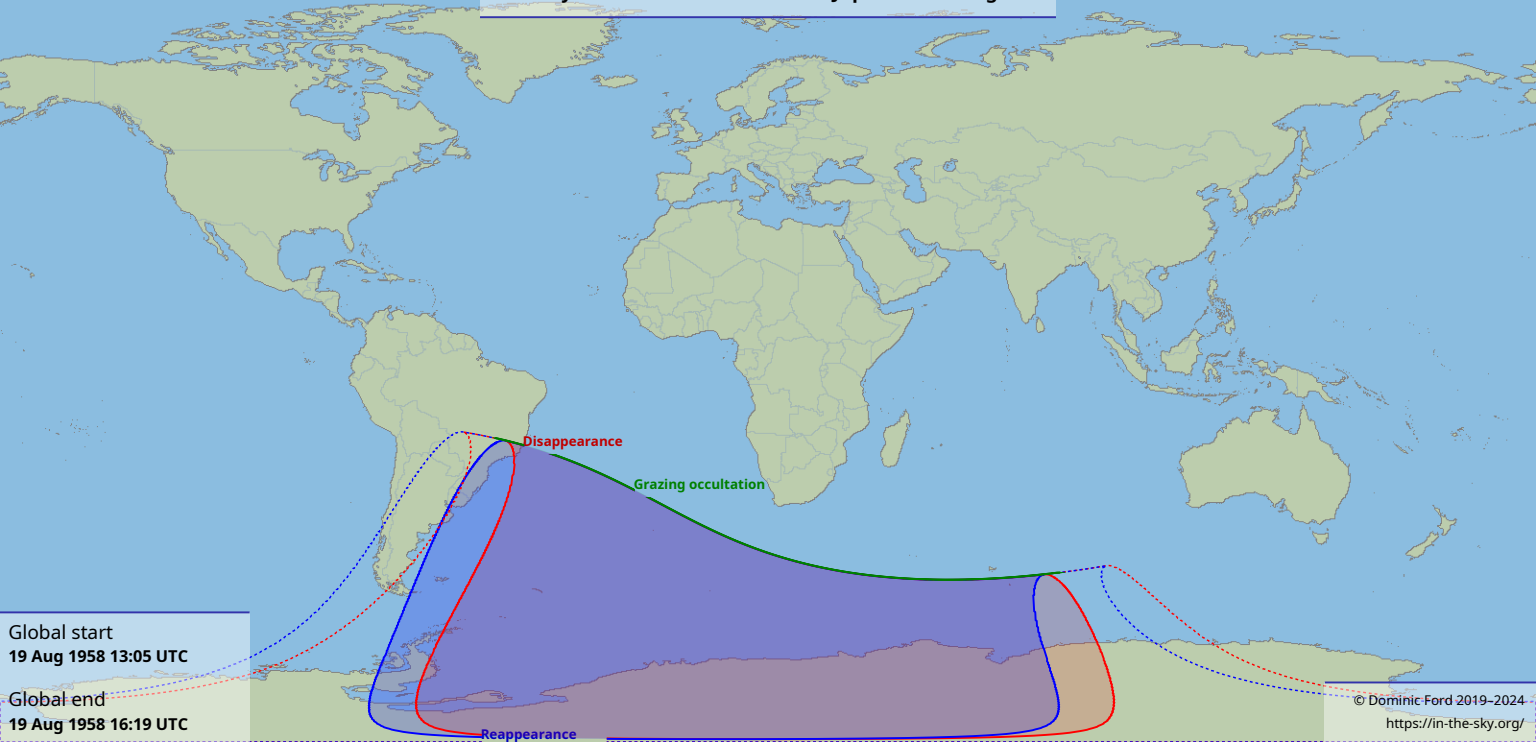 Disappearance
Grazing occultation
Global start
19 Aug 1958 13:05 UTC
Global end
19 Aug 1958 16:19 UTC
Reappearance
© Dominic Ford 2019–2024
https://in-the-sky.org/